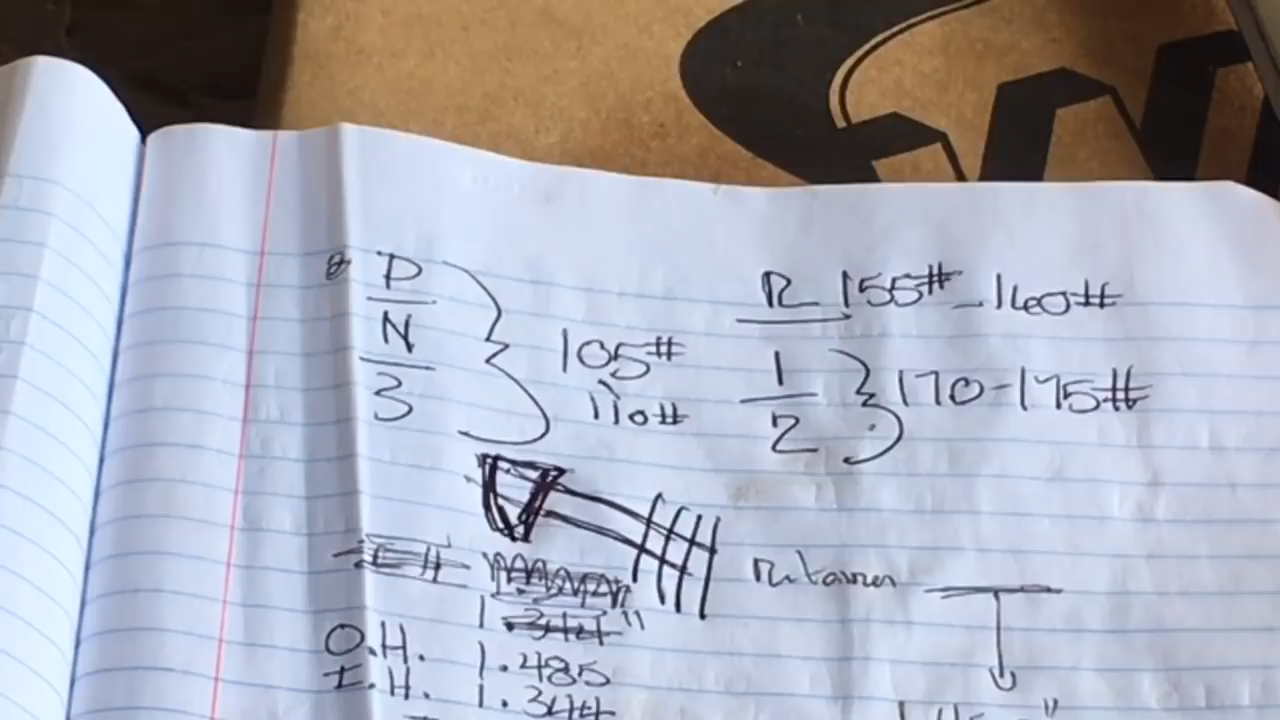 P
N
3
105#
110#
R 155# - 160#
1
2
170-175#
Retainer
1.344"
O.H. 1.485
I.H. 1.344